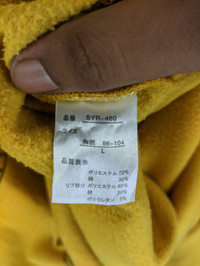 品番 SYR-480
サイズ
胸囲 96-104
L
品質表示
ポリエステル 70%
綿 30%
リブ部分 ポリエステル 65%
綿 30%
ポリウレタン 5%